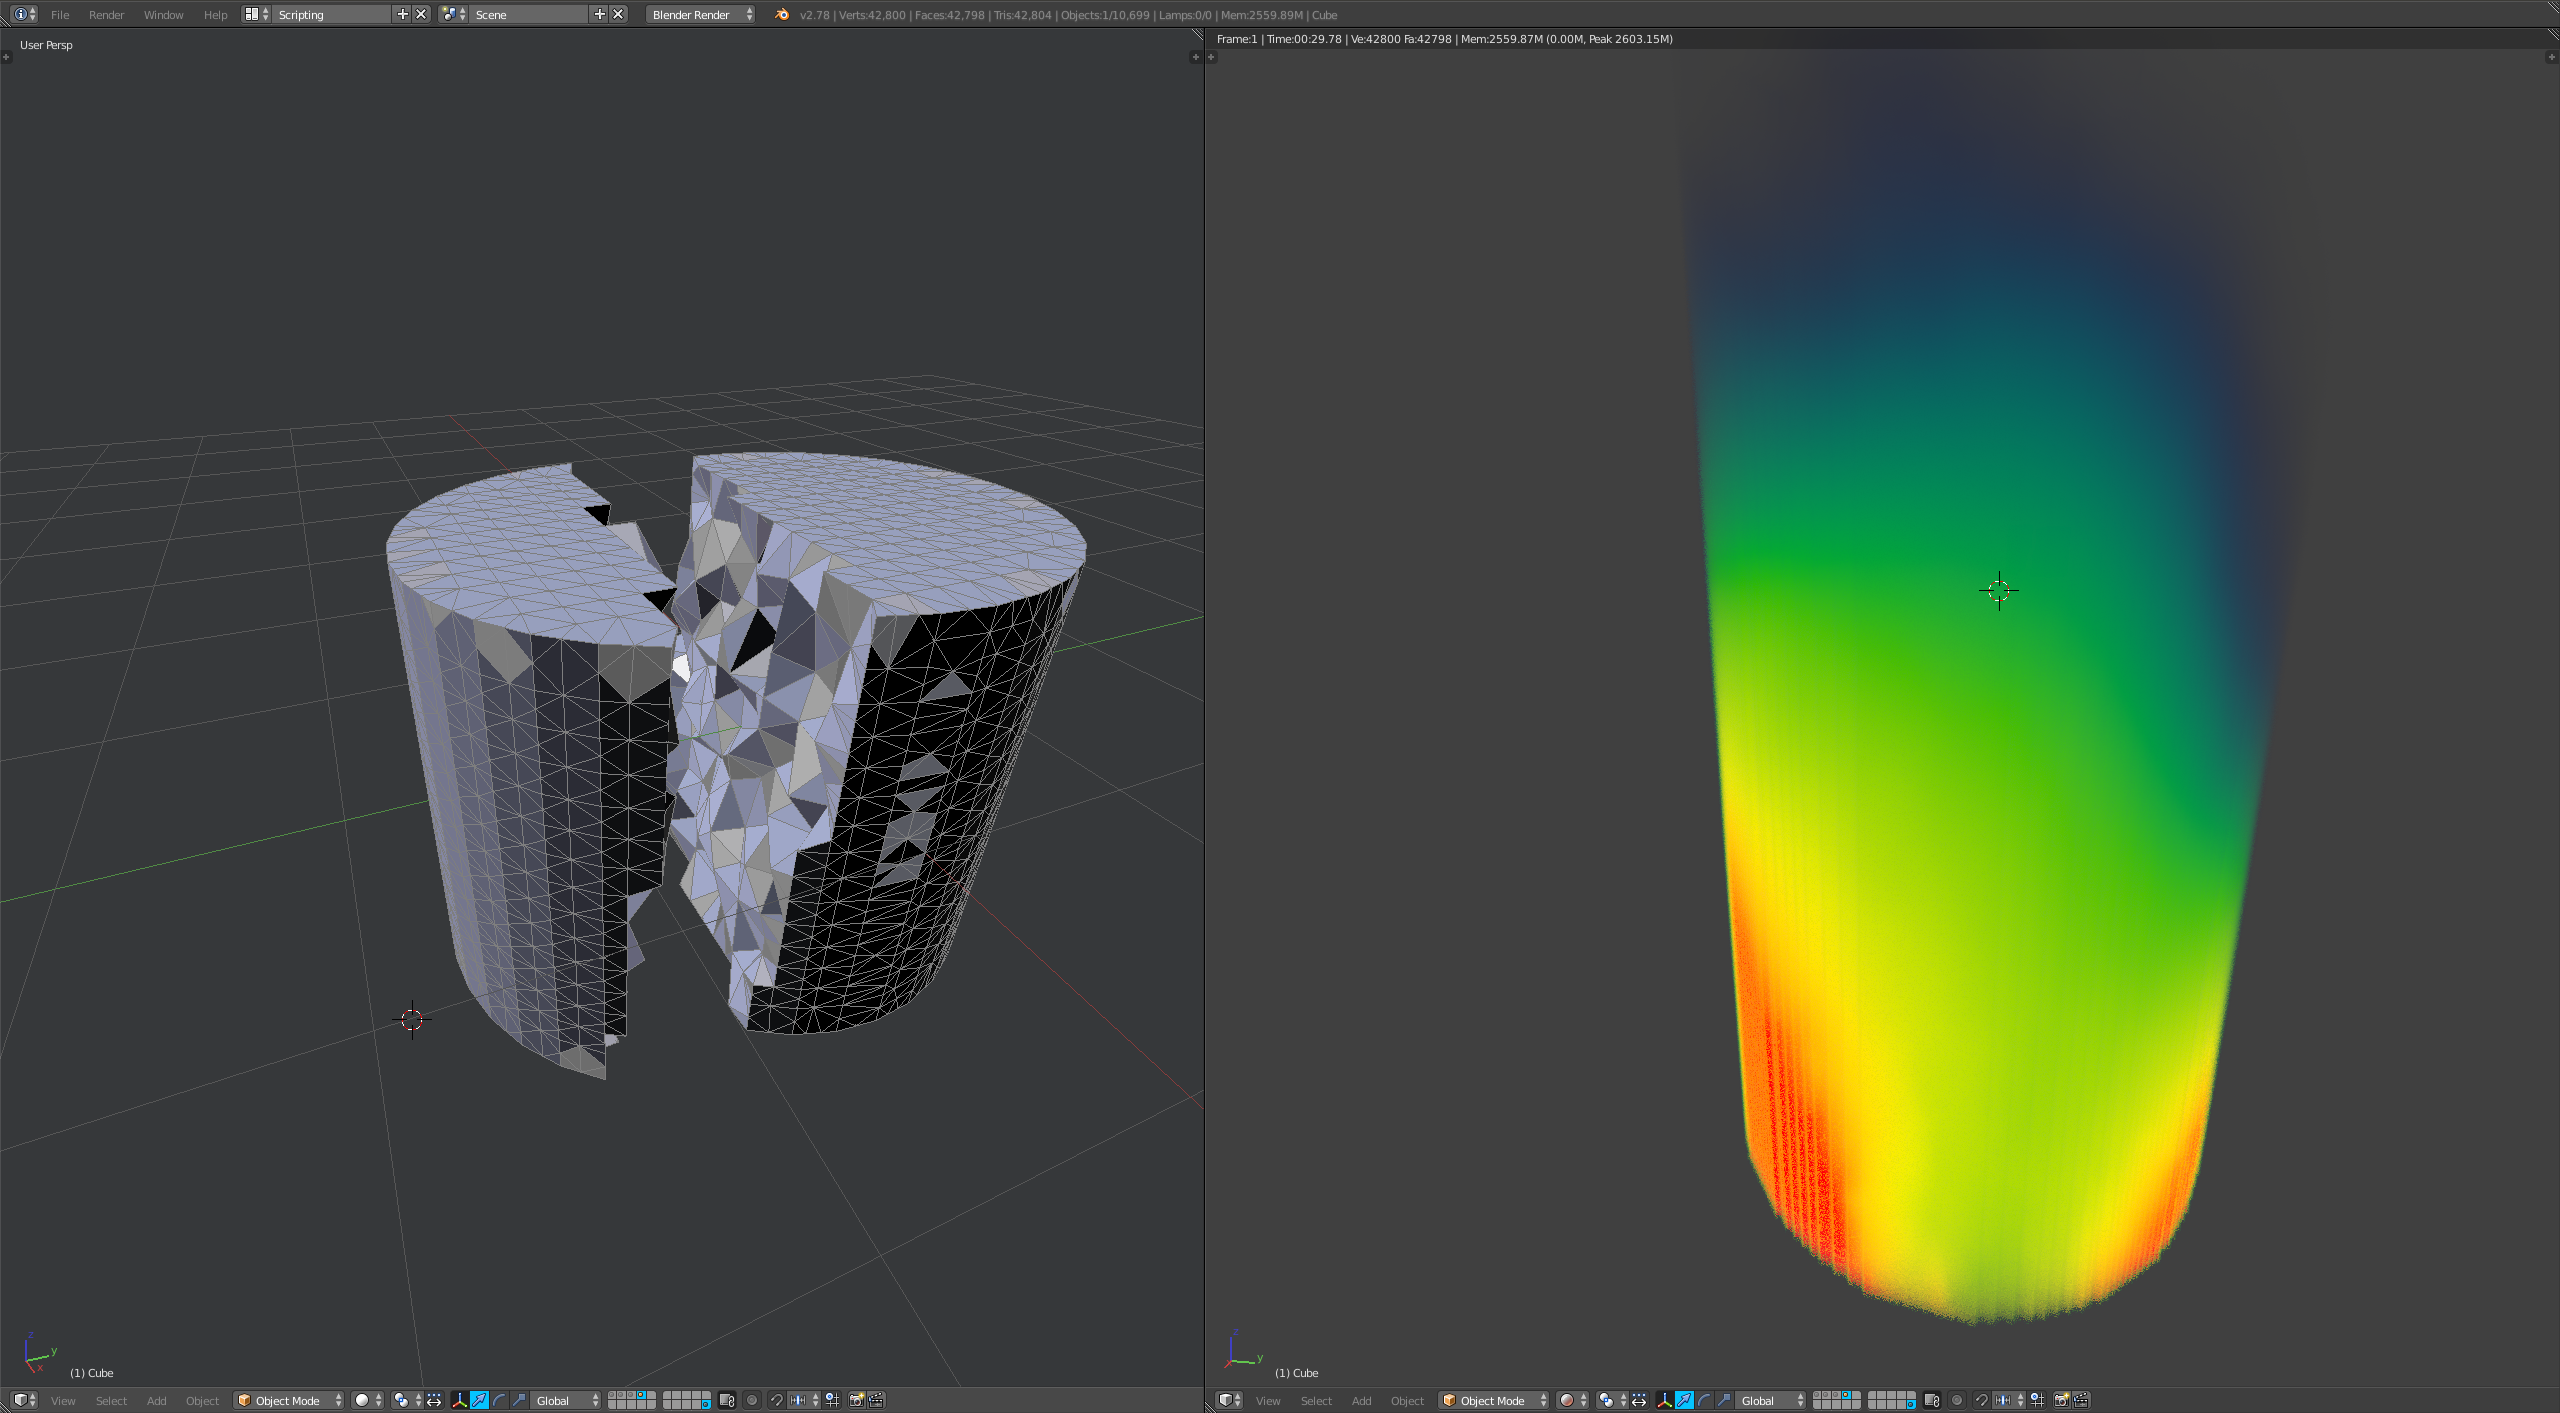 File Render Window Help Scripting Scene Blender Render v2.78 | Verts:42,800 | Faces:42,798 | Tris:42,804 | Objects:1/10,699 | Lamps:0/0 | Mem:2559.89M | Cube
User Persp
Frame:1 | Time:00:29.78 | Ve:42800 Fa:42798 | Mem:2559.87M (0.00M, Peak 2603.15M)
z
y
x
(1) Cube
z
y
x
(1) Cube
View Select Add Object Object Mode Global
View Select Add Object Object Mode Global